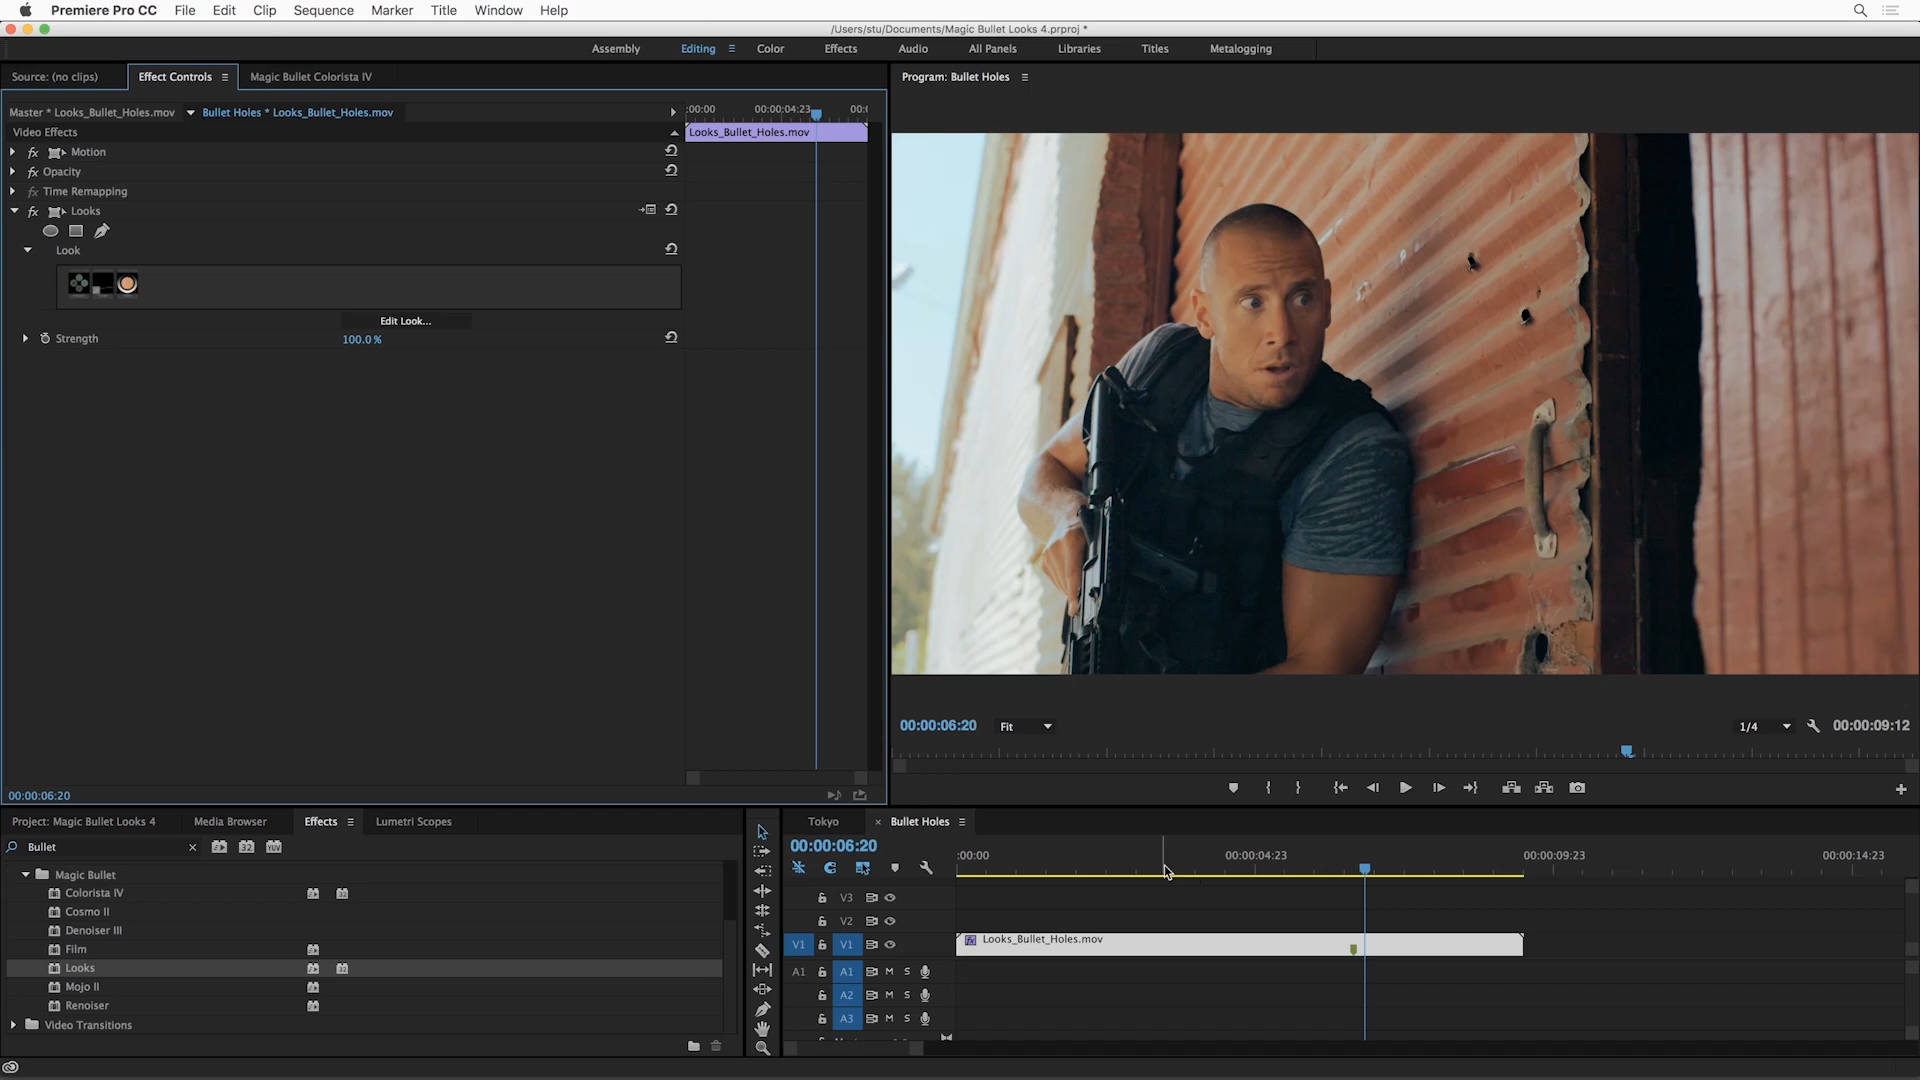 Premiere Pro CC File Edit Clip Sequence Marker Title Window Help
/Users/stu/Documents/Magic Bullet Looks 4.prproj *
Assembly Editing Color Effects Audio All Panels Libraries Titles Metalogging
Source: (no clips) Effect Controls Magic Bullet Colorista IV
Program: Bullet Holes
Master * Looks_Bullet_Holes.mov Bullet Holes * Looks_Bullet_Holes.mov
:00:00 00:00:04:23 00:(
Video Effects
Looks_Bullet_Holes.mov
fx Motion
fx Opacity
fx Time Remapping
fx Looks
Look
Edit Look...
Strength 100.0 %
00:00:06:20 Fit 1/4 00:00:09:12
00:00:06:20
Project: Magic Bullet Looks 4 Media Browser Effects Lumetri Scopes
Bullet 32 YUV
Magic Bullet
Colorista IV
Cosmo II
Denoiser III
Film
Looks
Mojo II
Renoiser
Video Transitions
Tokyo × Bullet Holes
00:00:06:20
:00:00 00:00:04:23 00:00:09:23 00:00:14:23
V3
V2
V1 V1 fx Looks_Bullet_Holes.mov
A1 A1 M S
A2 M S
A3 M S